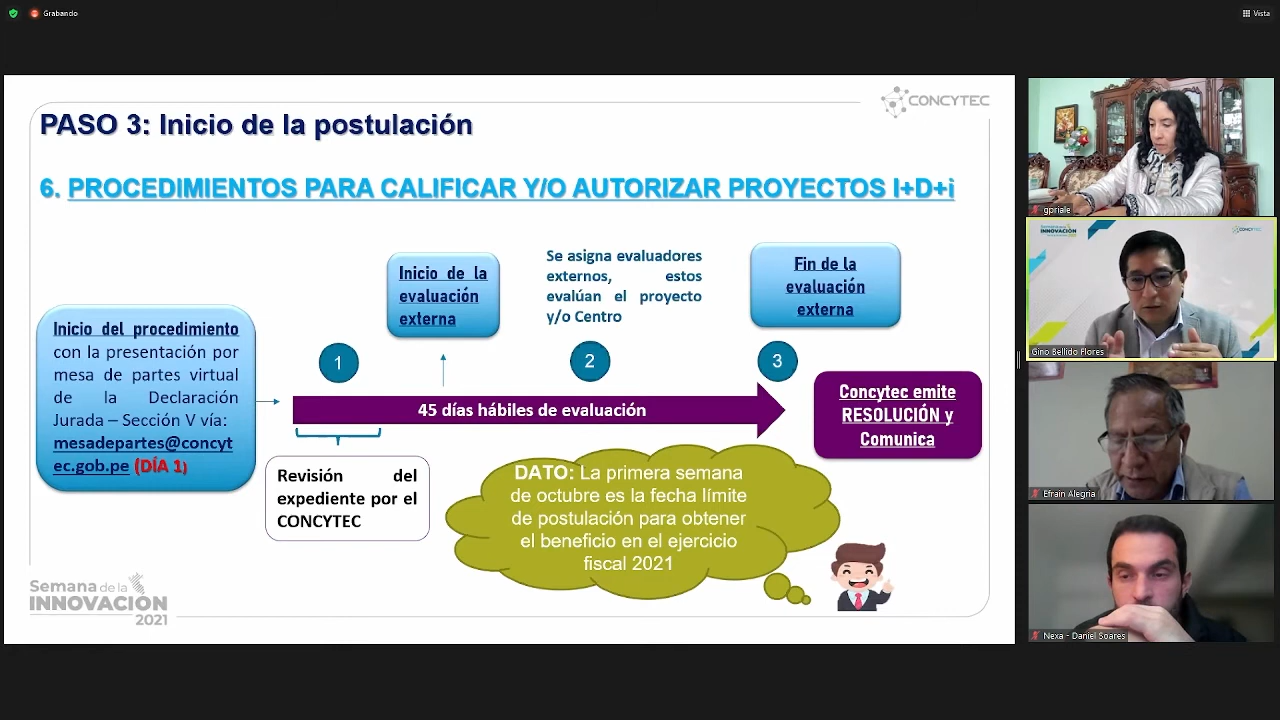 Grabando
Vista
CONCYTEC
PASO 3: Inicio de la postulación
6. PROCEDIMIENTOS PARA CALIFICAR Y/O AUTORIZAR PROYECTOS I+D+i
Inicio del procedimiento
con la presentación por
mesa de partes virtual
de la Declaración
Jurada – Sección V vía:
mesadepartes@concyt
ec.gob.pe (DÍA 1)
1
Inicio de la
evaluación
externa
Se asigna evaluadores
externos, estos
evalúan el proyecto
y/o Centro
2
Fin de la
evaluación
externa
3
45 días hábiles de evaluación
Concytec emite
RESOLUCIÓN y
Comunica
Revisión del
expediente por el
CONCYTEC
DATO: La primera semana
de octubre es la fecha límite
de postulación para obtener
el beneficio en el ejercicio
fiscal 2021
Semana de la
INNOVACIÓN
2021
gpriale
INNOVACIÓN
CONCYTEC
Gino Bellido Flores
Efrain Alegria
Nexa - Daniel Soares